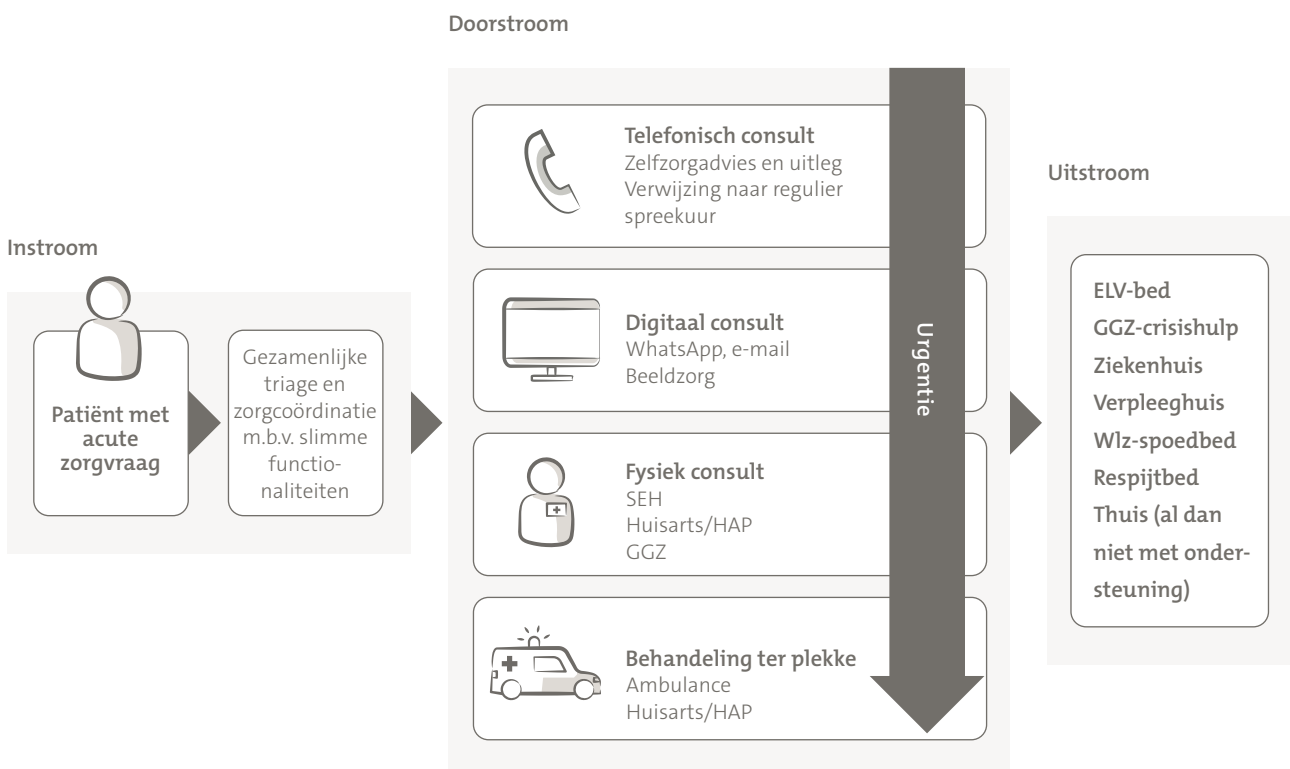 Instroom
Patiënt met
acute
zorgvraag
Gezamenlijke
triage en
zorgcoördinatie
m.b.v. slimme
functio-
naliteiten
Doorstroom
Telefonisch consult
Zelfzorgadvies en uitleg
Verwijzing naar regulier
spreekuur
Digitaal consult
WhatsApp, e-mail
Beeldzorg
Fysiek consult
SEH
Huisarts/HAP
GGZ
Behandeling ter plekke
Ambulance
Huisarts/HAP
Urgentie
Uitstroom
ELV-bed
GGZ-crisishulp
Ziekenhuis
Verpleeghuis
Wlz-spoedbed
Respijtbed
Thuis (al dan
niet met onder-
steuning)